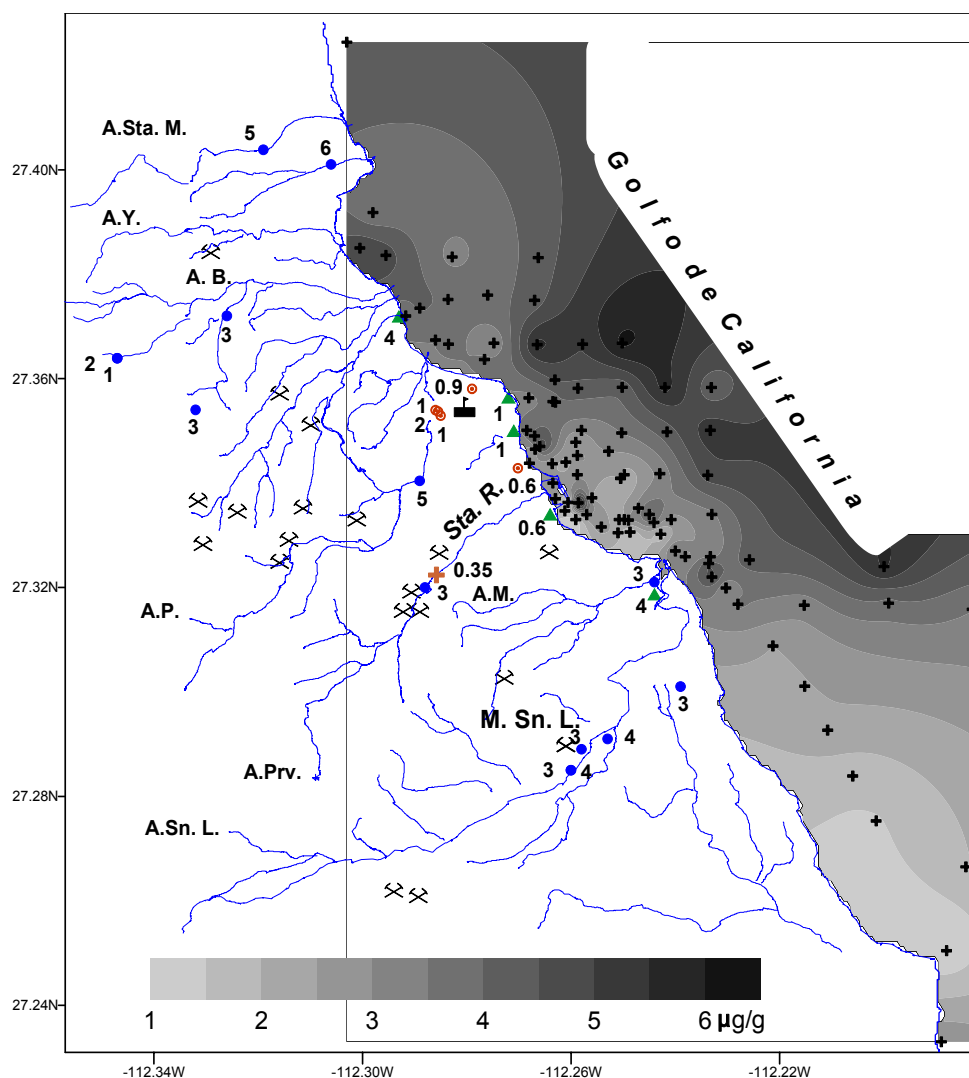 A.Sta. M.
5
6
27.40N
A.Y.
Golfo de California
A. B.
3
4
2
1
27.36N
0.9
3
1
2
1
1
1
5
0.6
Sta. R.
0.6
0.35
3
27.32N
3
A.M.
4
A.P.
3
M. Sn. L.
3
4
3
4
A.Prv.
27.28N
A.Sn. L.
27.24N
1 2 3 4 5 6 µg/g
-112.34W -112.30W -112.26W -112.22W